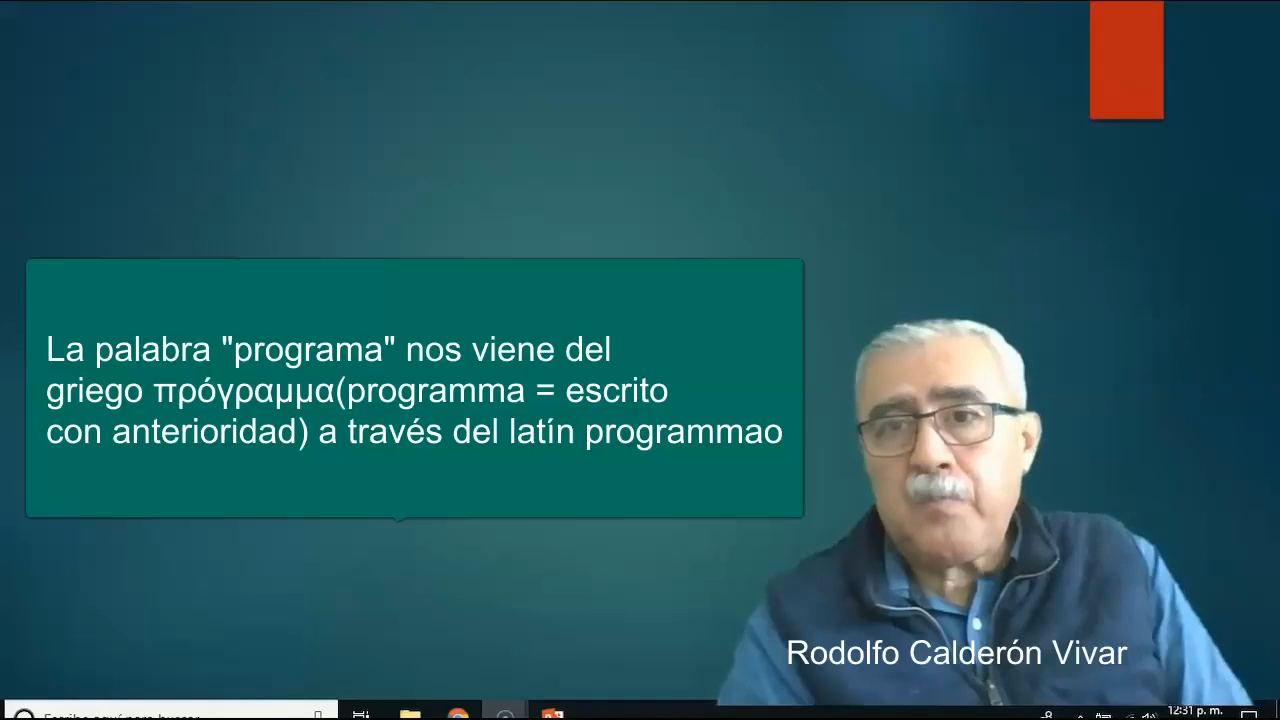 La palabra "programa" nos viene del
griego πρόγραμμα(programma = escrito
con anterioridad) a través del latín programmao
Rodolfo Calderón Vivar
12:31 p. m.